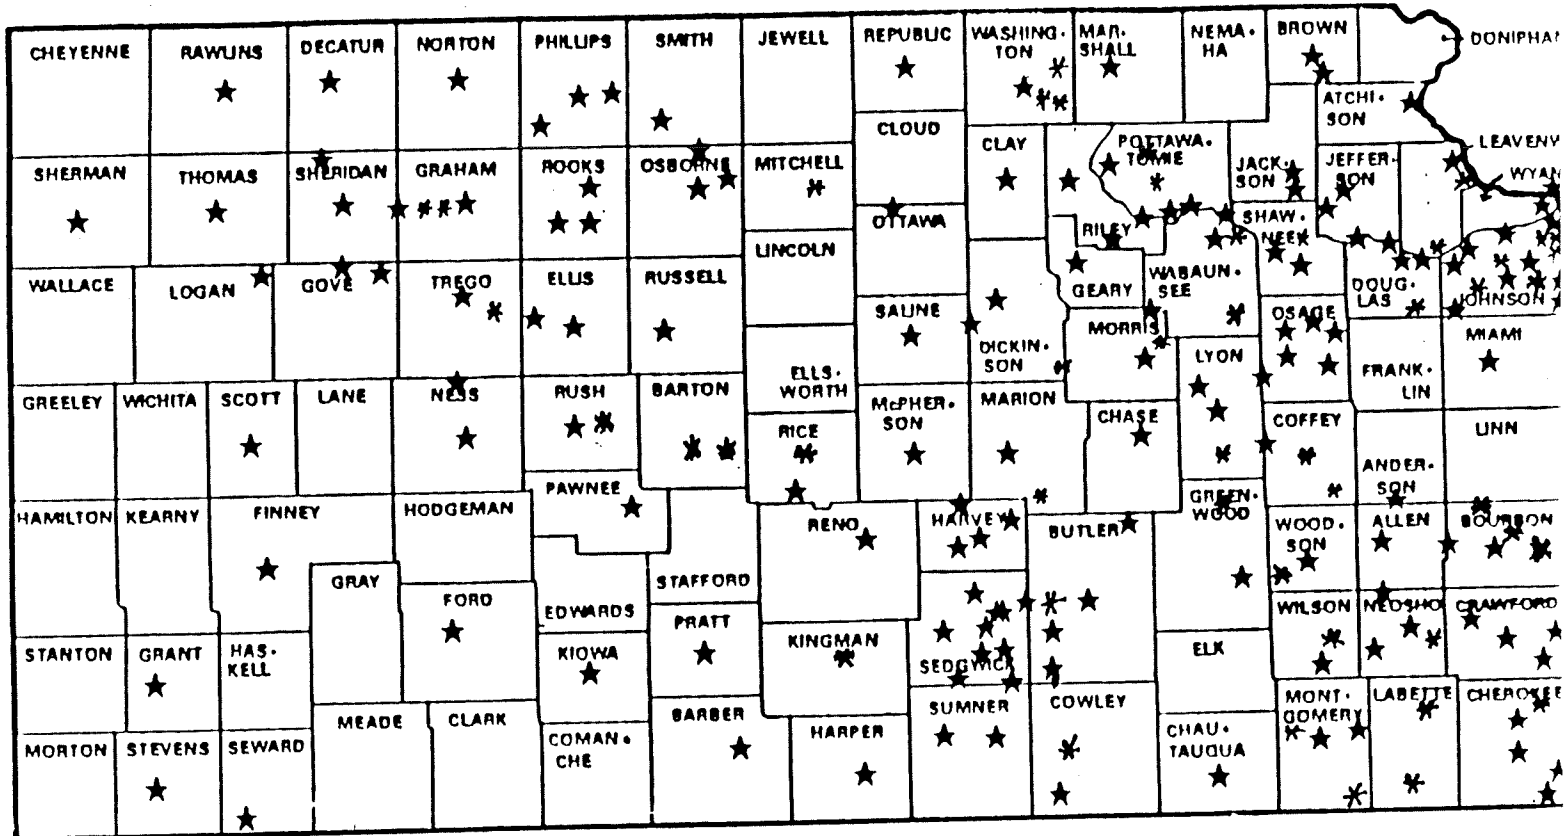 CHEYENNE RAWLINS DECATUR NORTON PHILLIPS SMITH JEWELL REPUBLIC WASHING-
TON MAR-
SHALL NEMA-
HA BROWN DONIPHAN
ATCHI-
SON
CLOUD
CLAY POTTAWA-
TOMIE JACK-
SON JEFFER-
SON LEAVENW
WYAN
SHERMAN THOMAS SHERIDAN GRAHAM ROOKS OSBORNE MITCHELL
OTTAWA RILEY SHAW-
NEE
LINCOLN
WALLACE LOGAN GOVE TREGO ELLIS RUSSELL GEARY WABAUN-
SEE DOUG-
LAS JOHNSON
SALINE DICKIN-
SON MORRIS OSAGE
LYON FRANK-
LIN MIAMI
ELLS-
WORTH
GREELEY WICHITA SCOTT LANE NESS RUSH BARTON McPHER-
SON MARION CHASE COFFEY
RICE ANDER-
SON LINN
PAWNEE
HAMILTON KEARNY FINNEY HODGEMAN RENO HARVEY BUTLER GREEN-
WOOD WOOD-
SON ALLEN BOURBON
GRAY STAFFORD
FORD EDWARDS PRATT KINGMAN WILSON NEOSHO CRAWFORD
STANTON GRANT HAS-
KELL KIOWA SEDGWICK ELK
MEADE CLARK BARBER HARPER SUMNER COWLEY MONT-
GOMERY LABETTE CHEROKEE
MORTON STEVENS SEWARD COMAN-
CHE CHAU-
TAUQUA